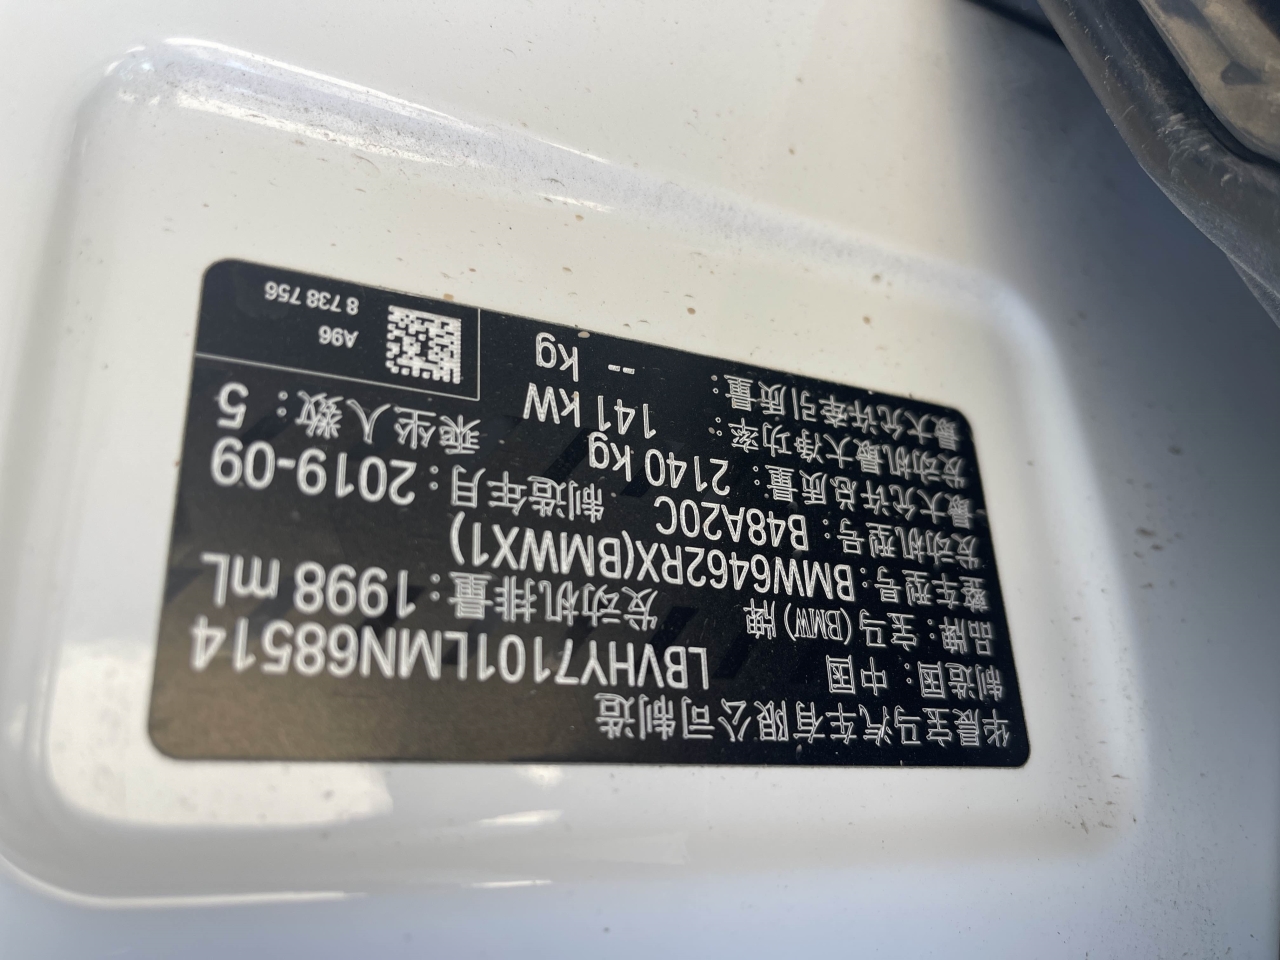 华晨宝马汽车有限公司制造
制造国：中国 LBVHY7101LMN68514
品牌：宝马(BMW)牌 发动机排量：1998 mL
整车型号：BMW6462RX(BMWX1)
发动机型号：B48A20C 制造年月：2019-09
最大允许总质量：2140 kg 乘坐人数：5
发动机最大净功率：141 kW
最大允许牵引质量：-- kg
A96
8 738 756